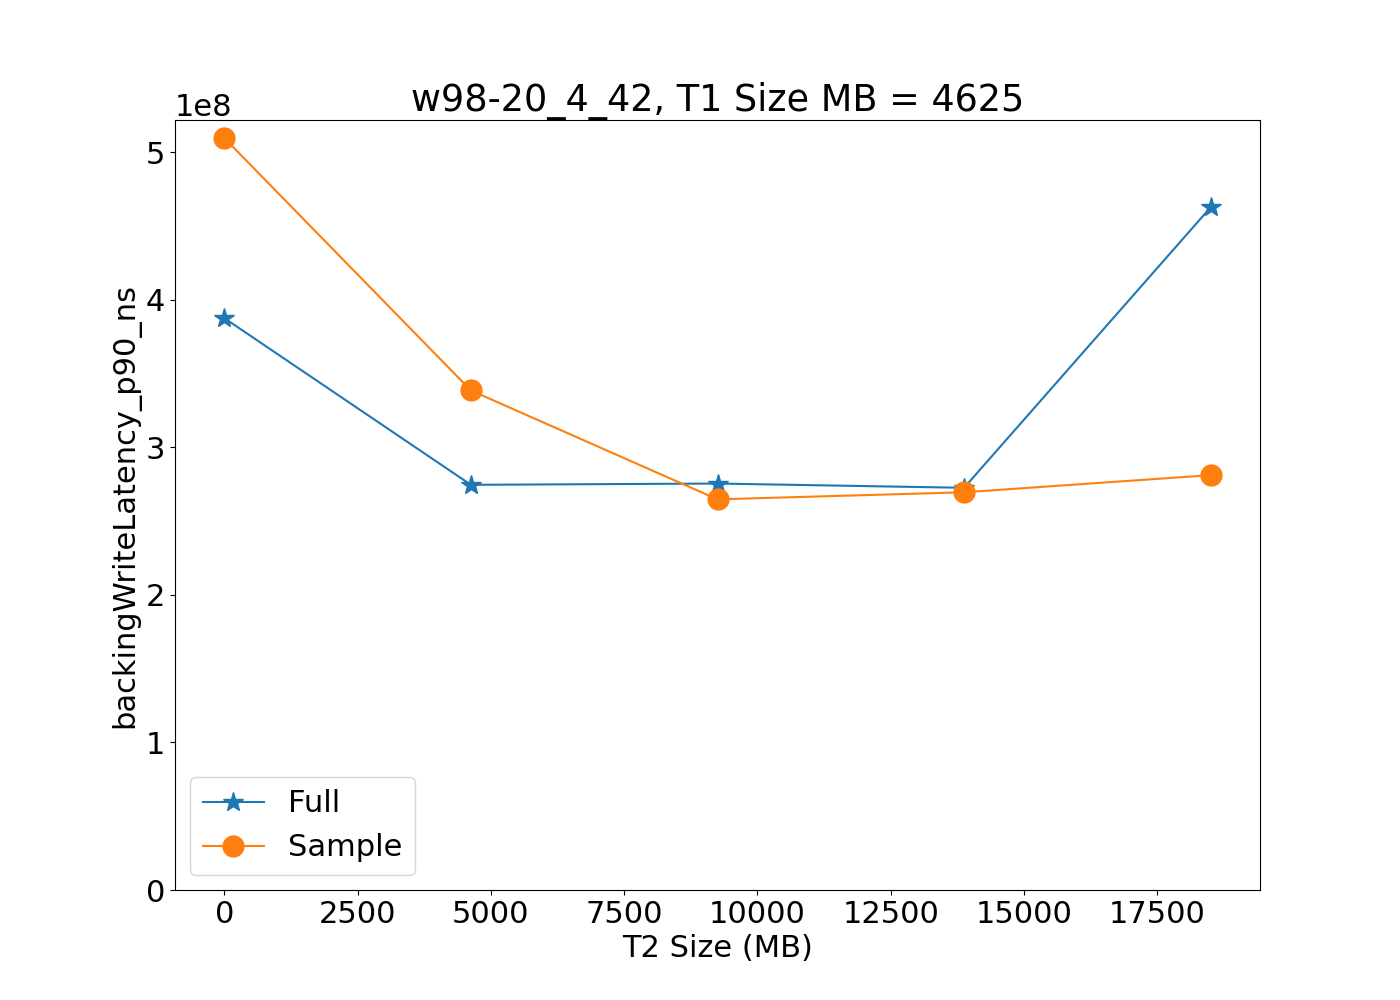 w98-20_4_42, T1 Size MB = 4625
1e8
5
4
3
2
1
0
backingWriteLatency_p90_ns
Full
Sample
0 2500 5000 7500 10000 12500 15000 17500
T2 Size (MB)